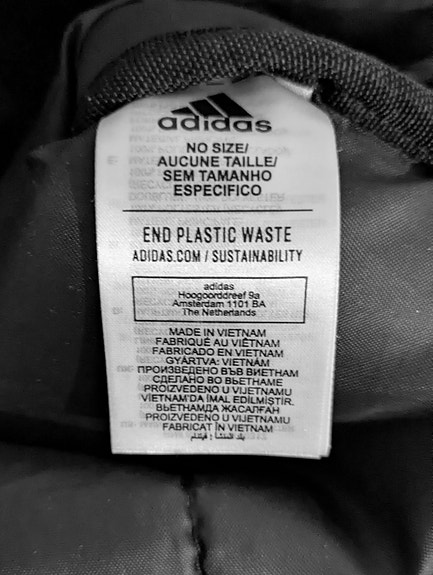 adidas
NO SIZE/
AUCUNE TAILLE/
SEM TAMANHO
ESPECIFICO
END PLASTIC WASTE
ADIDAS.COM / SUSTAINABILITY
adidas
Hoogoorddreef 9a
Amsterdam 1101 BA
The Netherlands
MADE IN VIETNAM
FABRIQUÉ AU VIÊTNAM
FABRICADO EN VIETNAM
GYÁRTVA: VIETNÁM
ПРОИЗВЕДЕНО ВЪВ ВИЕТНАМ
СДЕЛАНО ВО ВЬЕТНАМЕ
PROIZVEDENO U VIJETNAMU
VİETNAM'DA İMAL EDİLMİŞTİR.
ВЬЕТНАМДА ЖАСАЛҒАН
PROIZVEDENO U VIJETNAMU
FABRICAT ÎN VIETNAM